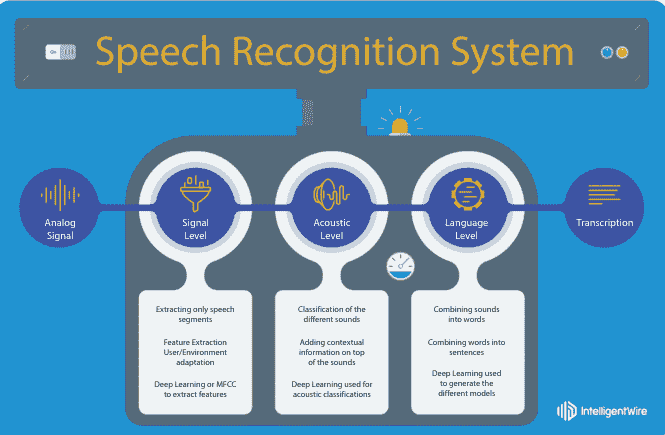 Speech Recognition System
Analog
Signal
Signal
Level
Acoustic
Level
Language
Level
Transcription
Extracting only speech
segments
Feature Extraction
User/Environment
adaptation
Deep Learning or MFCC
to extract features
Classification of the
different sounds
Adding contextual
information on top
of the sounds
Deep Learning used for
acoustic classifications
Combining sounds
into words
Combining words into
sentences
Deep Learning used
to generate the
different models
IntelligentWire